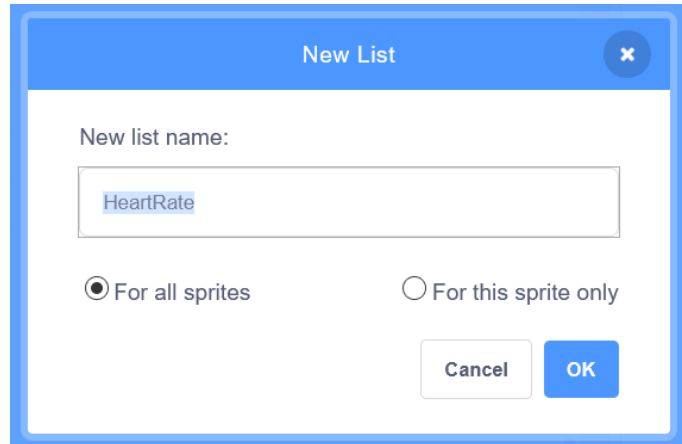 New List
New list name:
HeartRate
For all sprites
For this sprite only
Cancel
OK